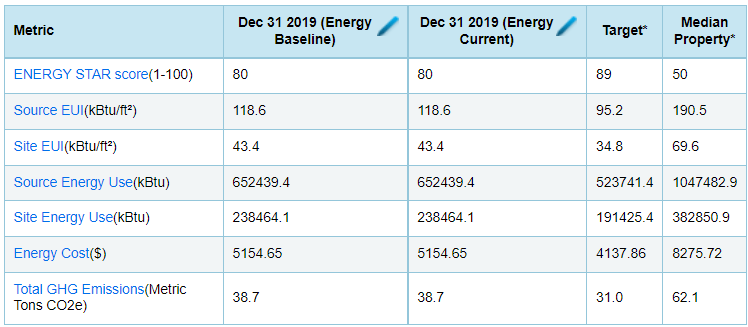 Metric Dec 31 2019 (Energy Baseline) Dec 31 2019 (Energy Current) Target* Median Property*
ENERGY STAR score(1-100) 80 80 89 50
Source EUI(kBtu/ft²) 118.6 118.6 95.2 190.5
Site EUI(kBtu/ft²) 43.4 43.4 34.8 69.6
Source Energy Use(kBtu) 652439.4 652439.4 523741.4 1047482.9
Site Energy Use(kBtu) 238464.1 238464.1 191425.4 382850.9
Energy Cost($) 5154.65 5154.65 4137.86 8275.72
Total GHG Emissions(Metric Tons CO2e) 38.7 38.7 31.0 62.1